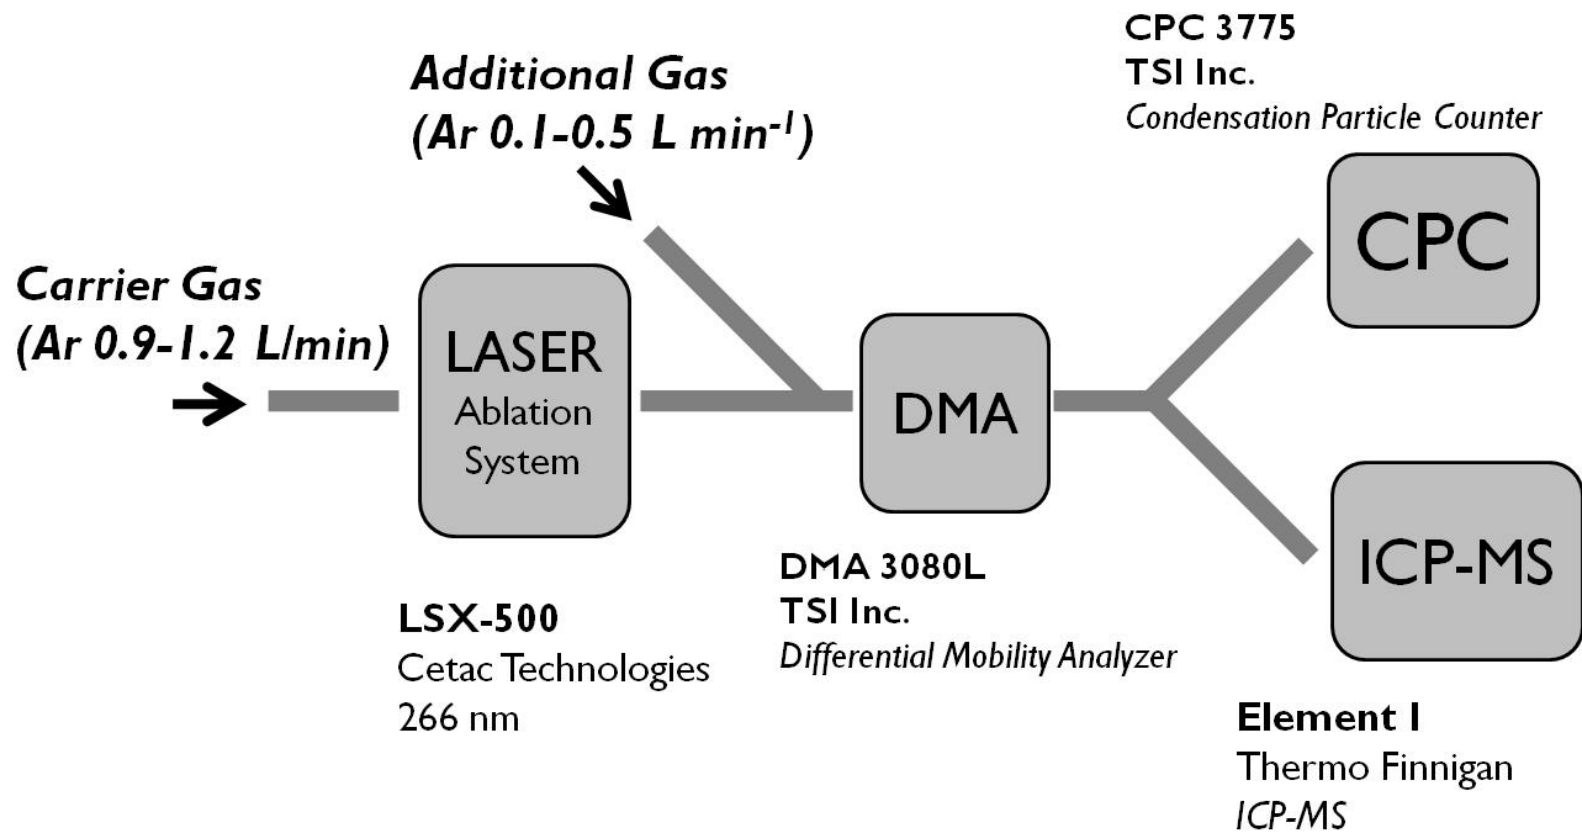 CPC 3775
TSI Inc.
Condensation Particle Counter
Additional Gas
(Ar 0.1-0.5 L min⁻¹)
CPC
Carrier Gas
(Ar 0.9-1.2 L/min)
LASER
Ablation
System
DMA
ICP-MS
DMA 3080L
TSI Inc.
Differential Mobility Analyzer
LSX-500
Cetac Technologies
266 nm
Element I
Thermo Finnigan
ICP-MS